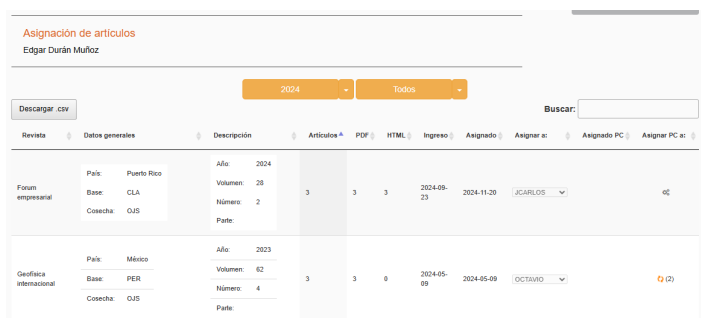 Asignación de artículos
Edgar Durán Muñoz
2024 Todos
Descargar .csv Buscar:
Revista Datos generales Descripción Artículos PDF HTML Ingreso Asignado Asignar a: Asignado PC Asignar PC a:
Forum empresarial
País: Puerto Rico
Base: CLA
Cosecha: OJS
Año: 2024
Volumen: 28
Número: 2
Parte:
3 3 3 2024-09-23 2024-11-20 JCARLOS
Geofísica internacional
País: México
Base: PER
Cosecha: OJS
Año: 2023
Volumen: 62
Número: 4
Parte:
3 3 0 2024-05-09 2024-05-09 OCTAVIO (2)